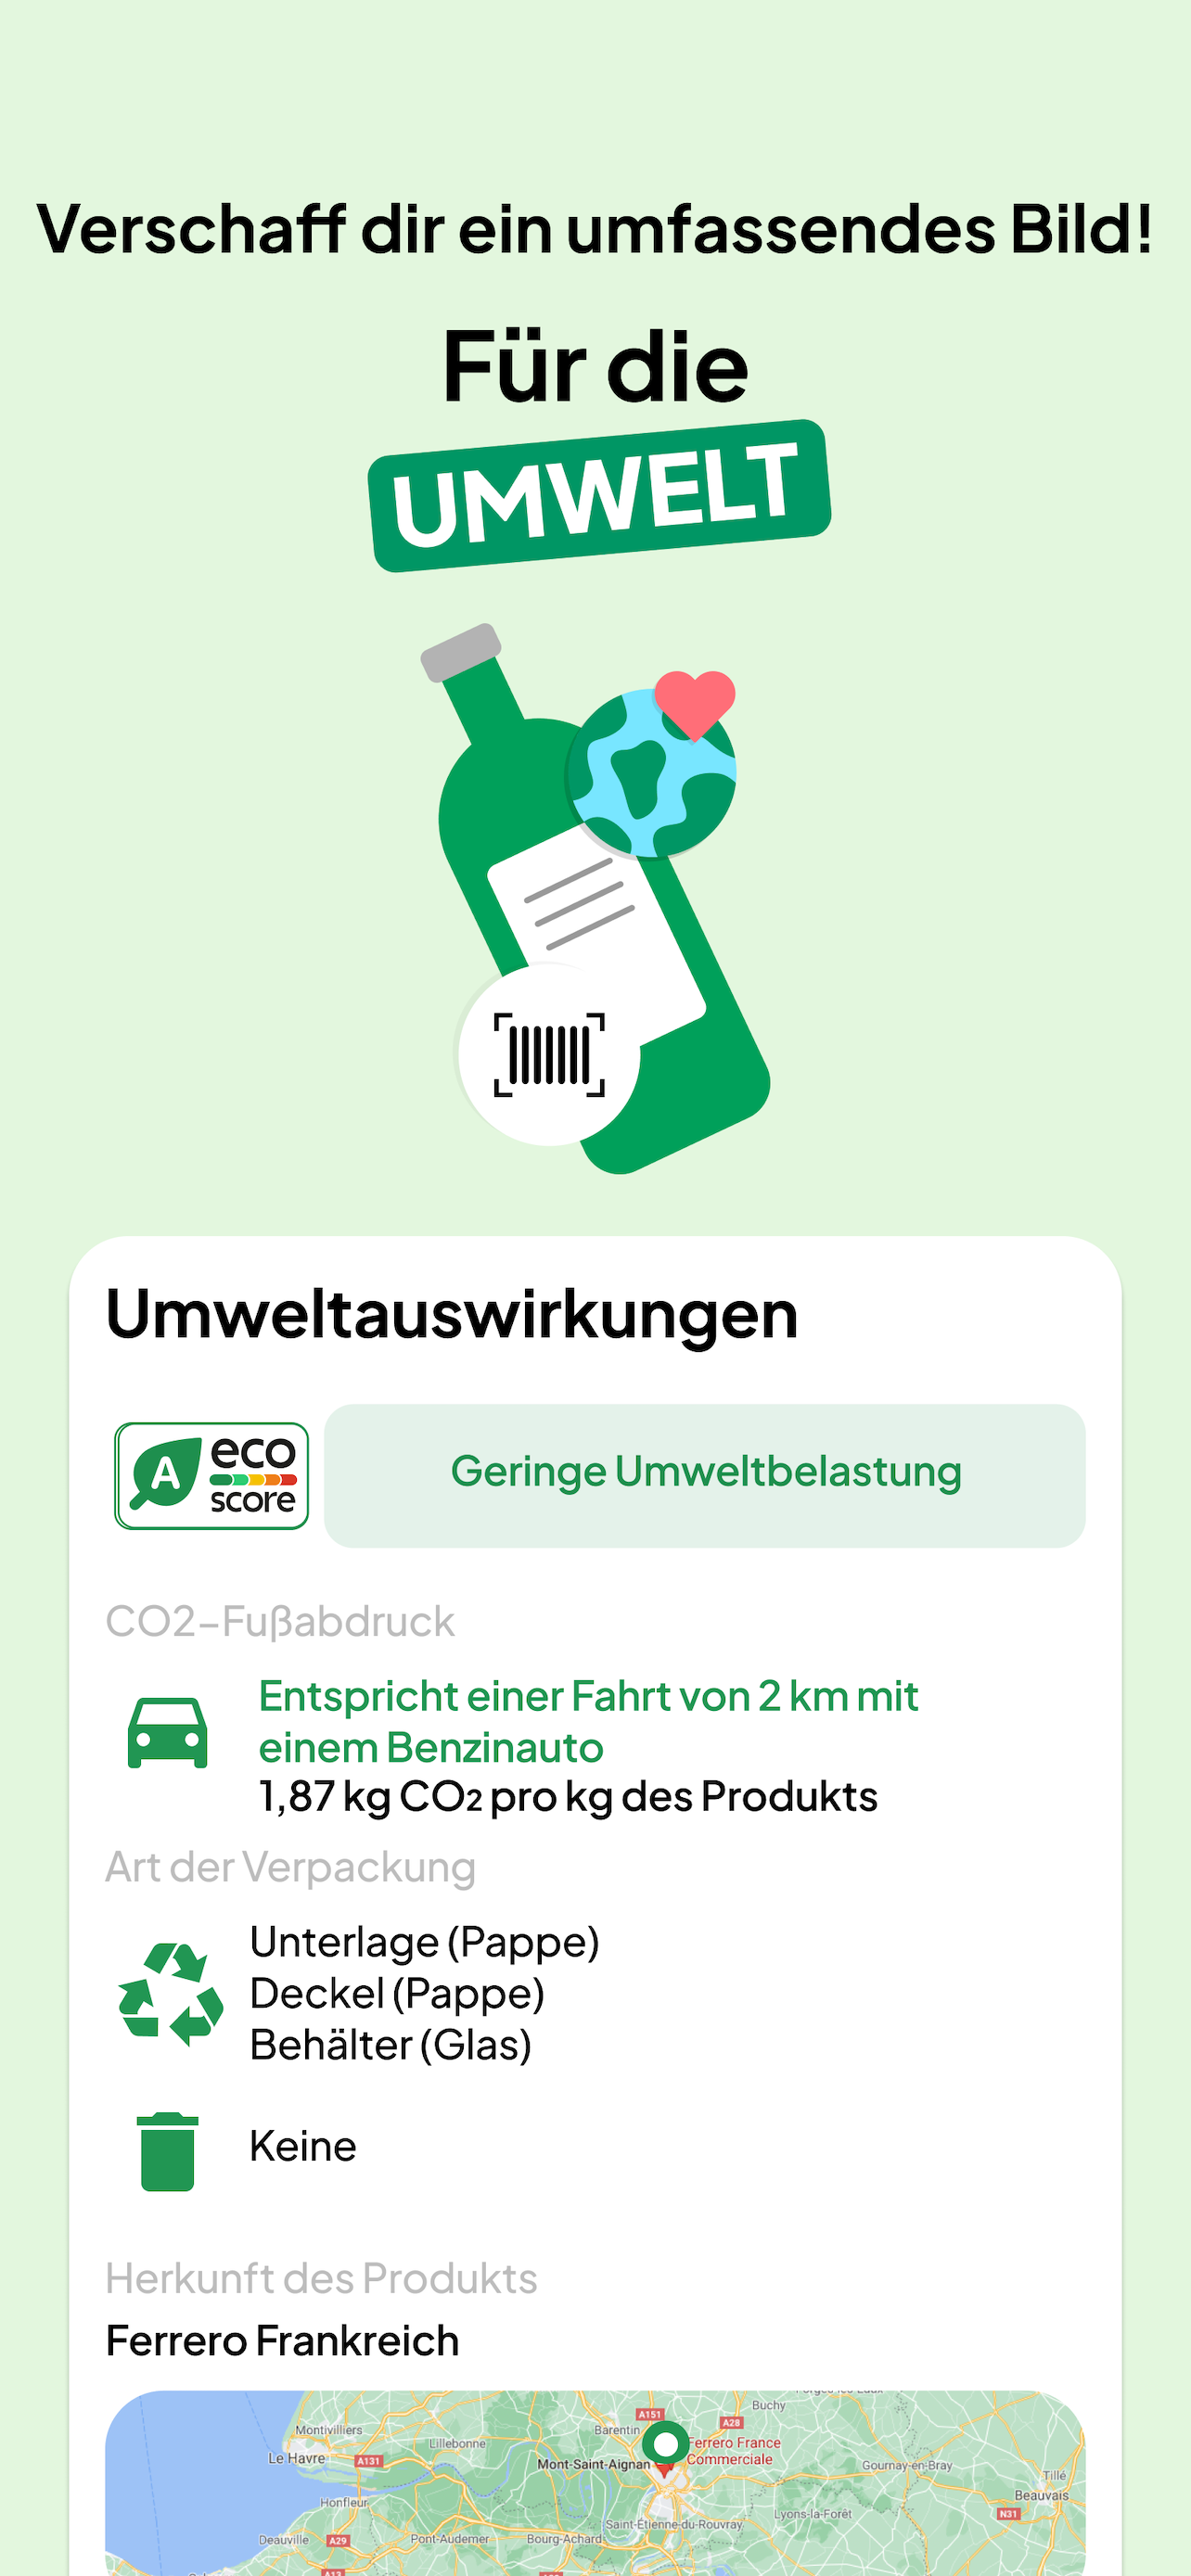 Verschaff dir ein umfassendes Bild!
Für die
UMWELT
Umweltauswirkungen
A
eco
score
Geringe Umweltbelastung
CO2-Fußabdruck
Entspricht einer Fahrt von 2 km mit
einem Benzinauto
1,87 kg CO₂ pro kg des Produkts
Art der Verpackung
Unterlage (Pappe)
Deckel (Pappe)
Behälter (Glas)
Keine
Herkunft des Produkts
Ferrero Frankreich
A151
Buchy
A28
Montivilliers
Barentin
Lillebonne
Ferrero France
Commerciale
Le Havre
A131
Mont-Saint-Aignan
Gournay-en-Bray
Tillé
Beauvais
Honfleur
Lyons-la-Forêt
N31
Saint-Étienne-du-Rouvray
Deauville
A29
Pont-Audemer
Bourg-Achard
A13